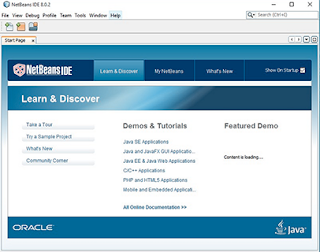 NetBeans IDE 8.0.2
File View Debug Profile Team Tools Window Help
Search (Ctrl+I)
Start Page
NetBeans IDE
Learn & Discover
My NetBeans
What's New
Show On Startup
Learn & Discover
Take a Tour
Try a Sample Project
What's New
Community Corner
Demos & Tutorials
Java SE Applications
Java and JavaFX GUI Applicatio...
Java EE & Java Web Applications
C/C++ Applications
PHP and HTML5 Applications
Mobile and Embedded Applicatio...
All Online Documentation >>
Featured Demo
Content is loading...
ORACLE
Java